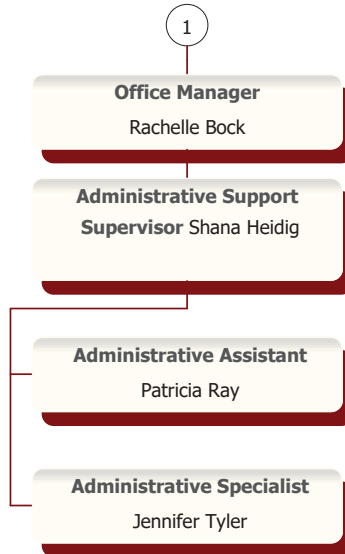 1
Office Manager
Rachelle Bock
Administrative Support
Supervisor Shana Heidig
Administrative Assistant
Patricia Ray
Administrative Specialist
Jennifer Tyler